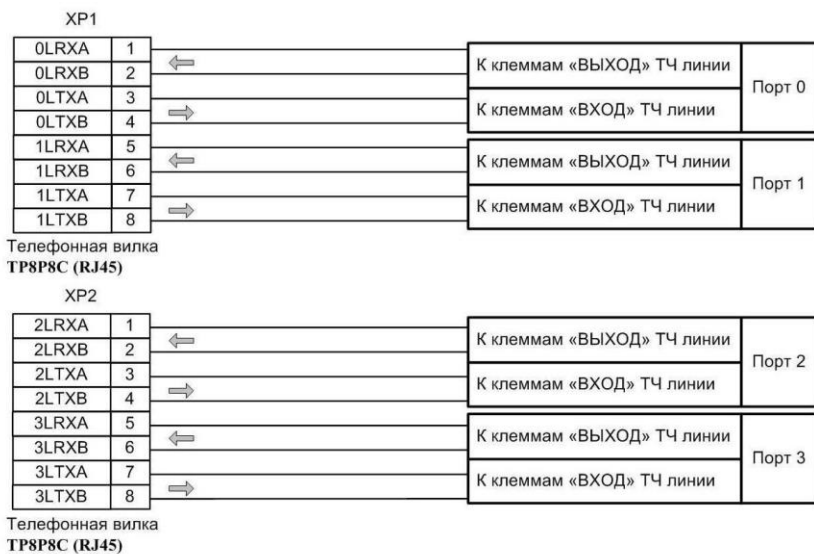 XP1
0LRXA 1
0LRXB 2
0LTXA 3
0LTXB 4
1LRXA 5
1LRXB 6
1LTXA 7
1LTXB 8
К клеммам «ВЫХОД» ТЧ линии
К клеммам «ВХОД» ТЧ линии
Порт 0
К клеммам «ВЫХОД» ТЧ линии
К клеммам «ВХОД» ТЧ линии
Порт 1
Телефонная вилка
TP8P8C (RJ45)
XP2
2LRXA 1
2LRXB 2
2LTXA 3
2LTXB 4
3LRXA 5
3LRXB 6
3LTXA 7
3LTXB 8
К клеммам «ВЫХОД» ТЧ линии
К клеммам «ВХОД» ТЧ линии
Порт 2
К клеммам «ВЫХОД» ТЧ линии
К клеммам «ВХОД» ТЧ линии
Порт 3
Телефонная вилка
TP8P8C (RJ45)